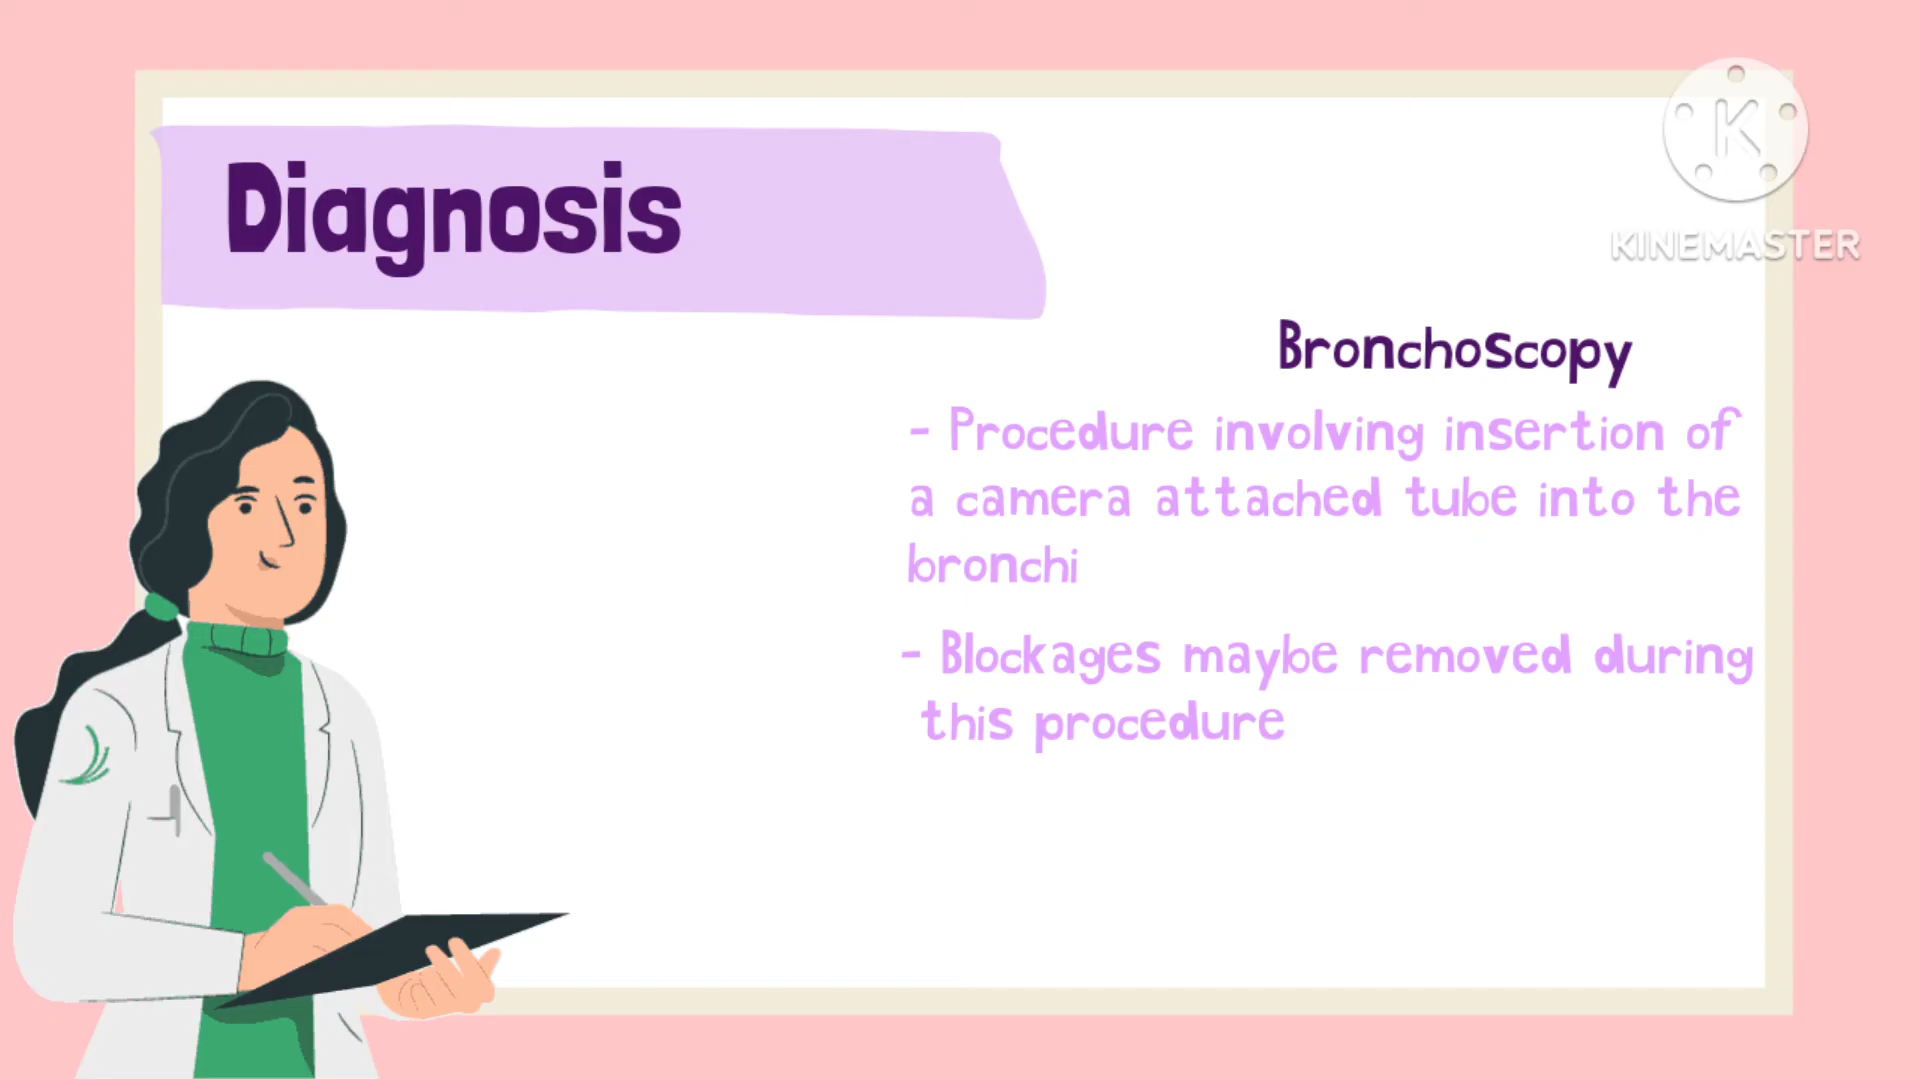 Diagnosis
K
KINEMASTER
Bronchoscopy
- Procedure involving insertion of
a camera attached tube into the
bronchi
- Blockages maybe removed during
this procedure